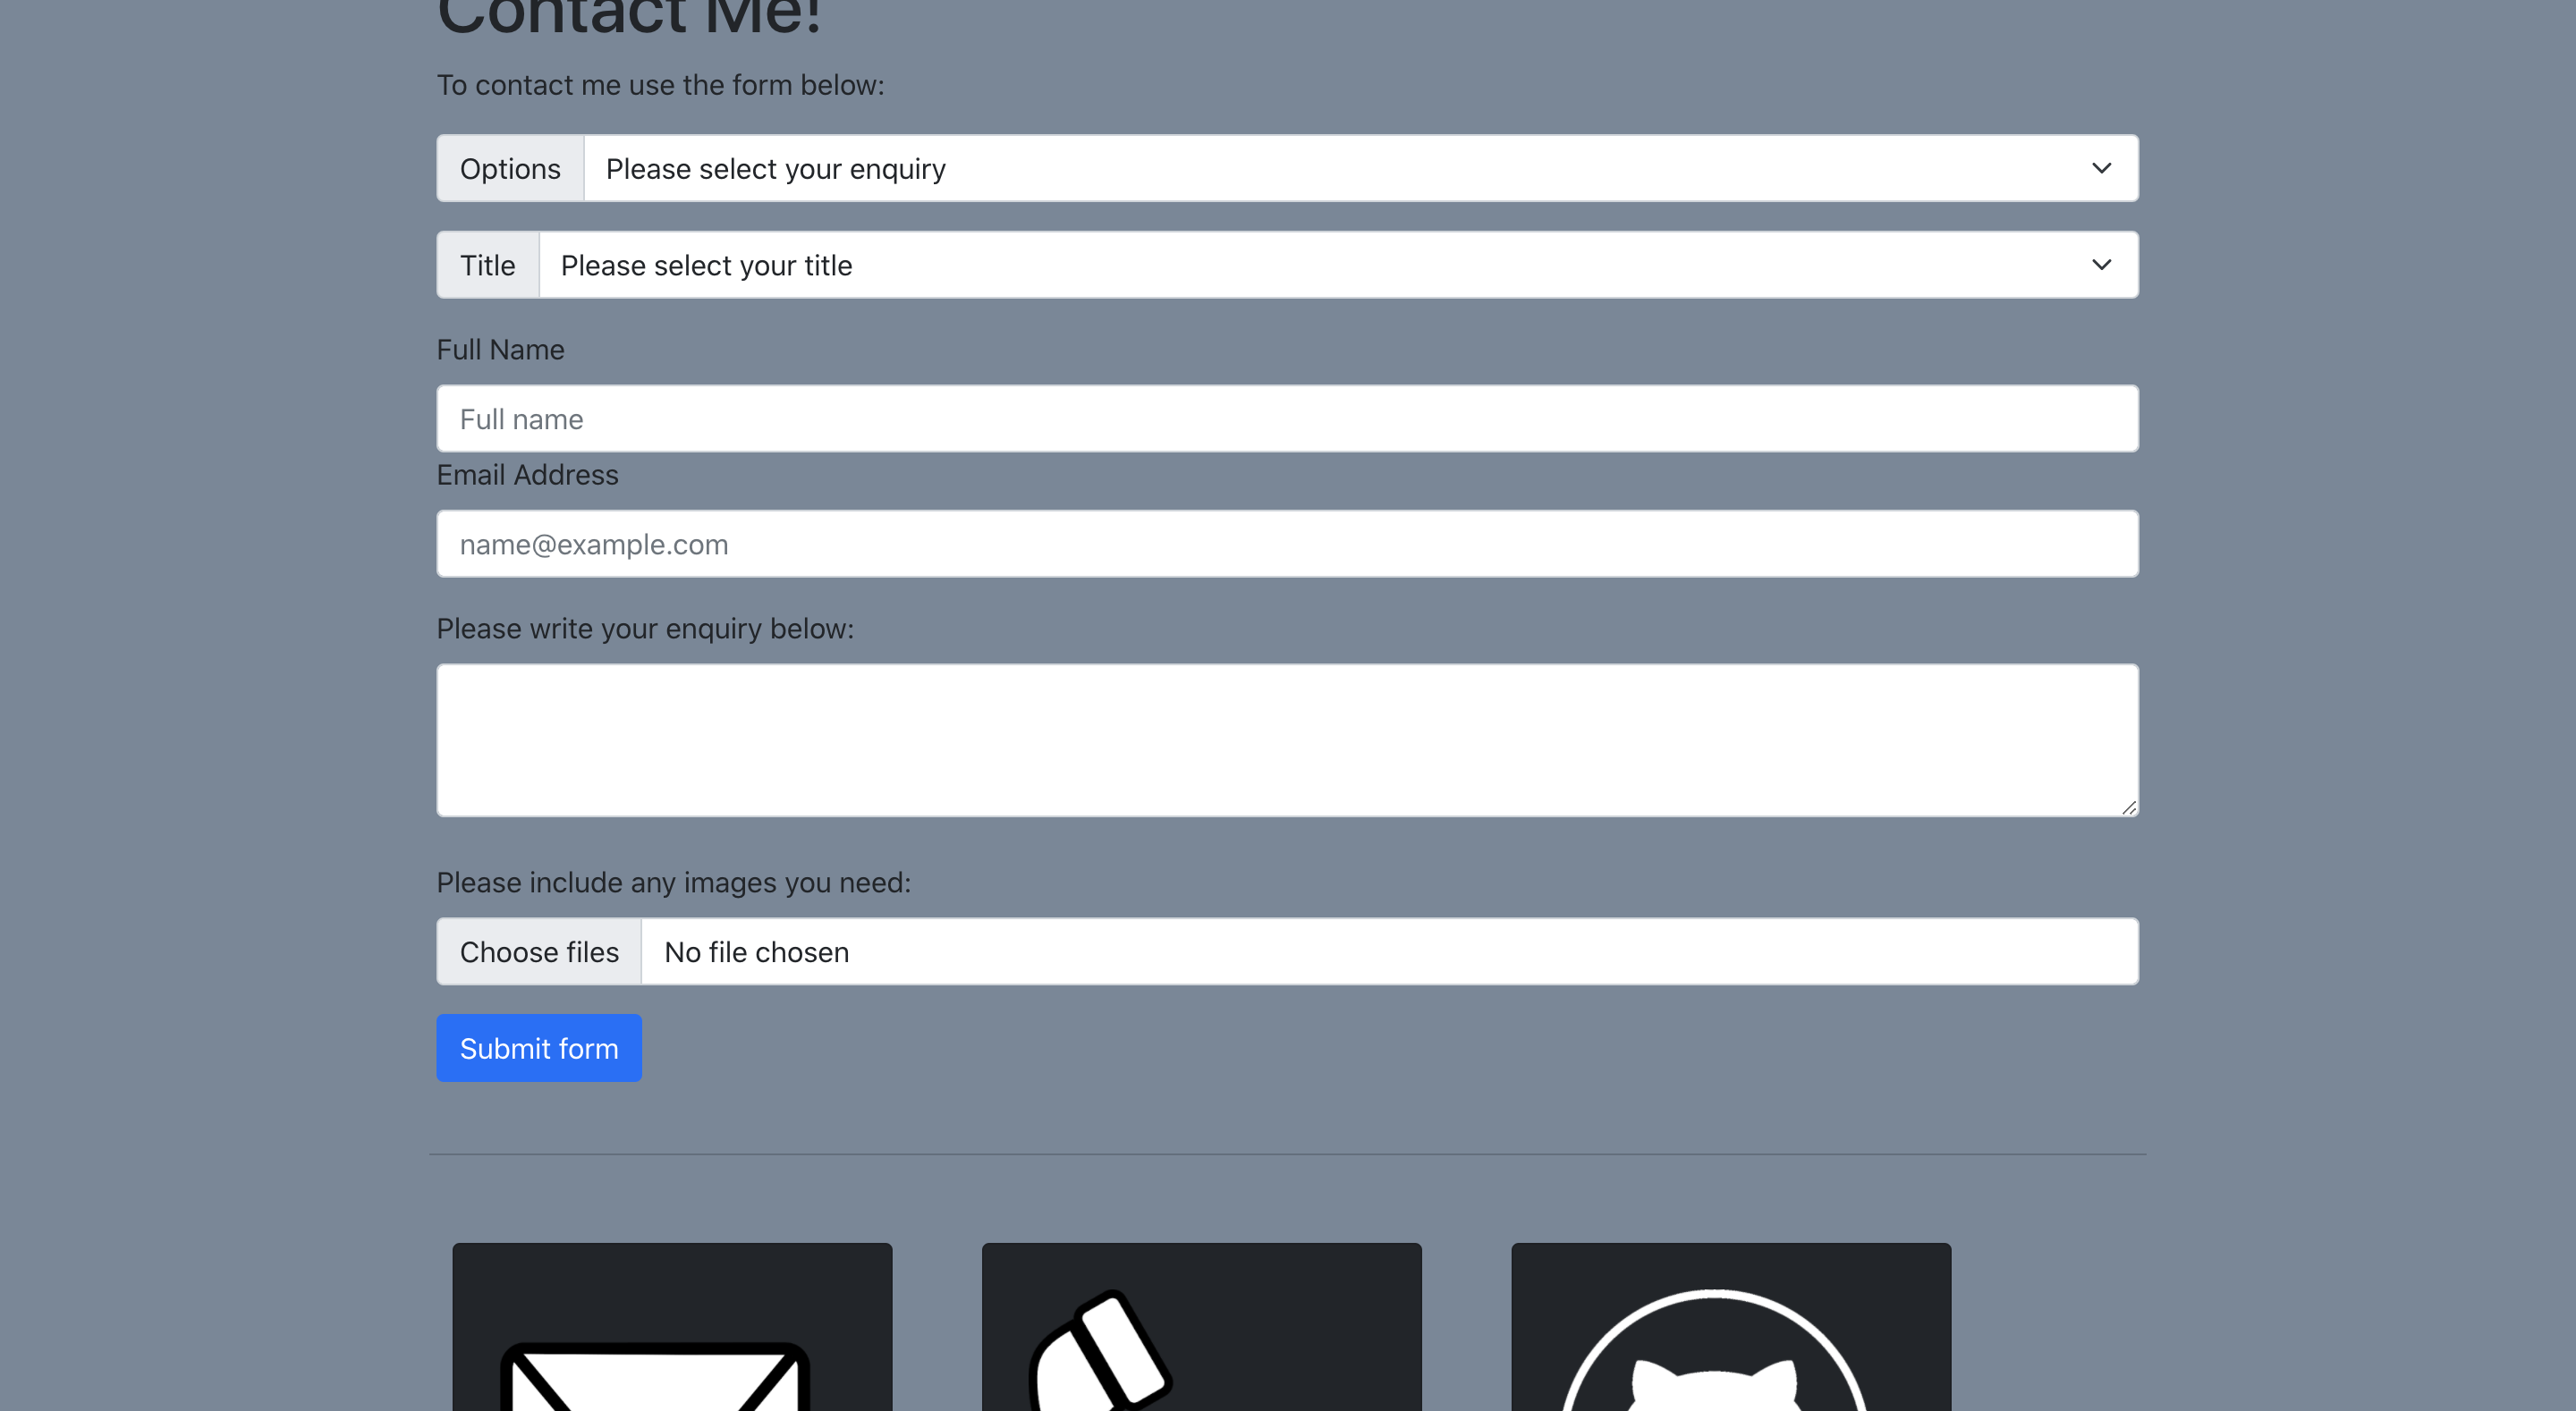 Contact Me!
To contact me use the form below:
Options Please select your enquiry
Title Please select your title
Full Name
Full name
Email Address
name@example.com
Please write your enquiry below:
Please include any images you need:
Choose files No file chosen
Submit form